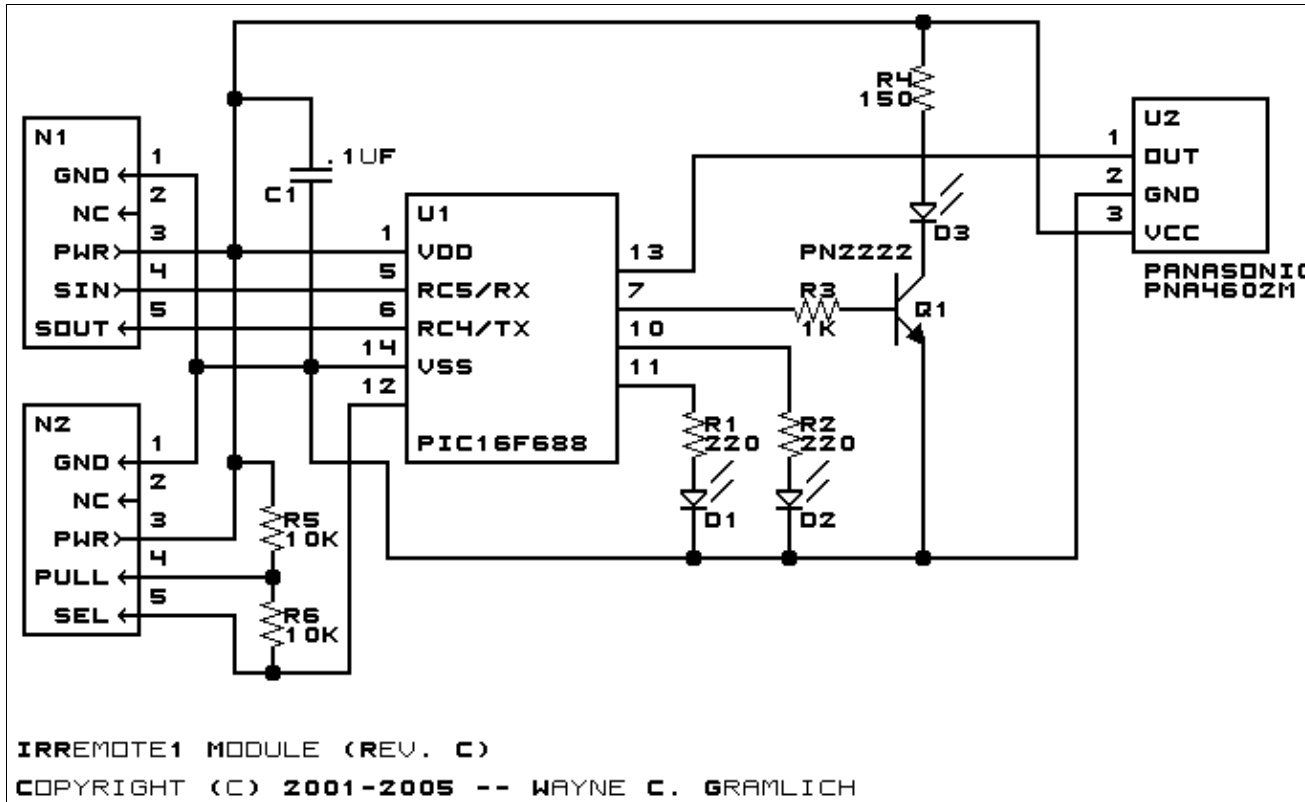 N1
GND
1
NC
2
PWR
3
SIN
4
SOUT
5
.1UF
C1
U1
1
VDD
5
RC5/RX
6
RC4/TX
14
VSS
12
PIC16F688
13
7
10
11
R4
150
D3
PN2222
R3
1K
Q1
R1
220
R2
220
D1
D2
U2
1
OUT
2
GND
3
VCC
PANASONIC
PNA4602M
N2
GND
1
NC
2
PWR
3
PULL
4
SEL
5
R5
10K
R6
10K
IRREMOTE1 MODULE (REV. C)
COPYRIGHT (C) 2001-2005 -- WAYNE C. GRAMLICH